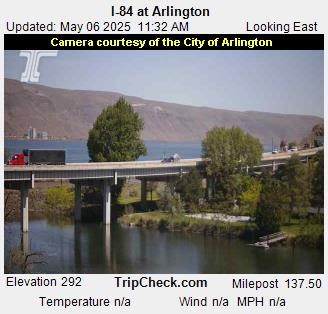 I-84 at Arlington
Updated: May 06 2025 11:32 AM Looking East
Camera courtesy of the City of Arlington
Elevation 292 TripCheck.com Milepost 137.50
Temperature n/a Wind n/a MPH n/a